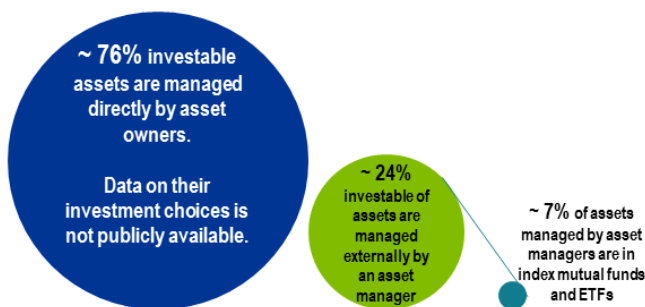 ~ 76% investable
assets are managed
directly by asset
owners.
Data on their
investment choices is
not publicly available.
~ 24%
investable of
assets are
managed
externally by
an asset
manager
~ 7% of assets
managed by asset
managers are in
index mutual funds
and ETFs